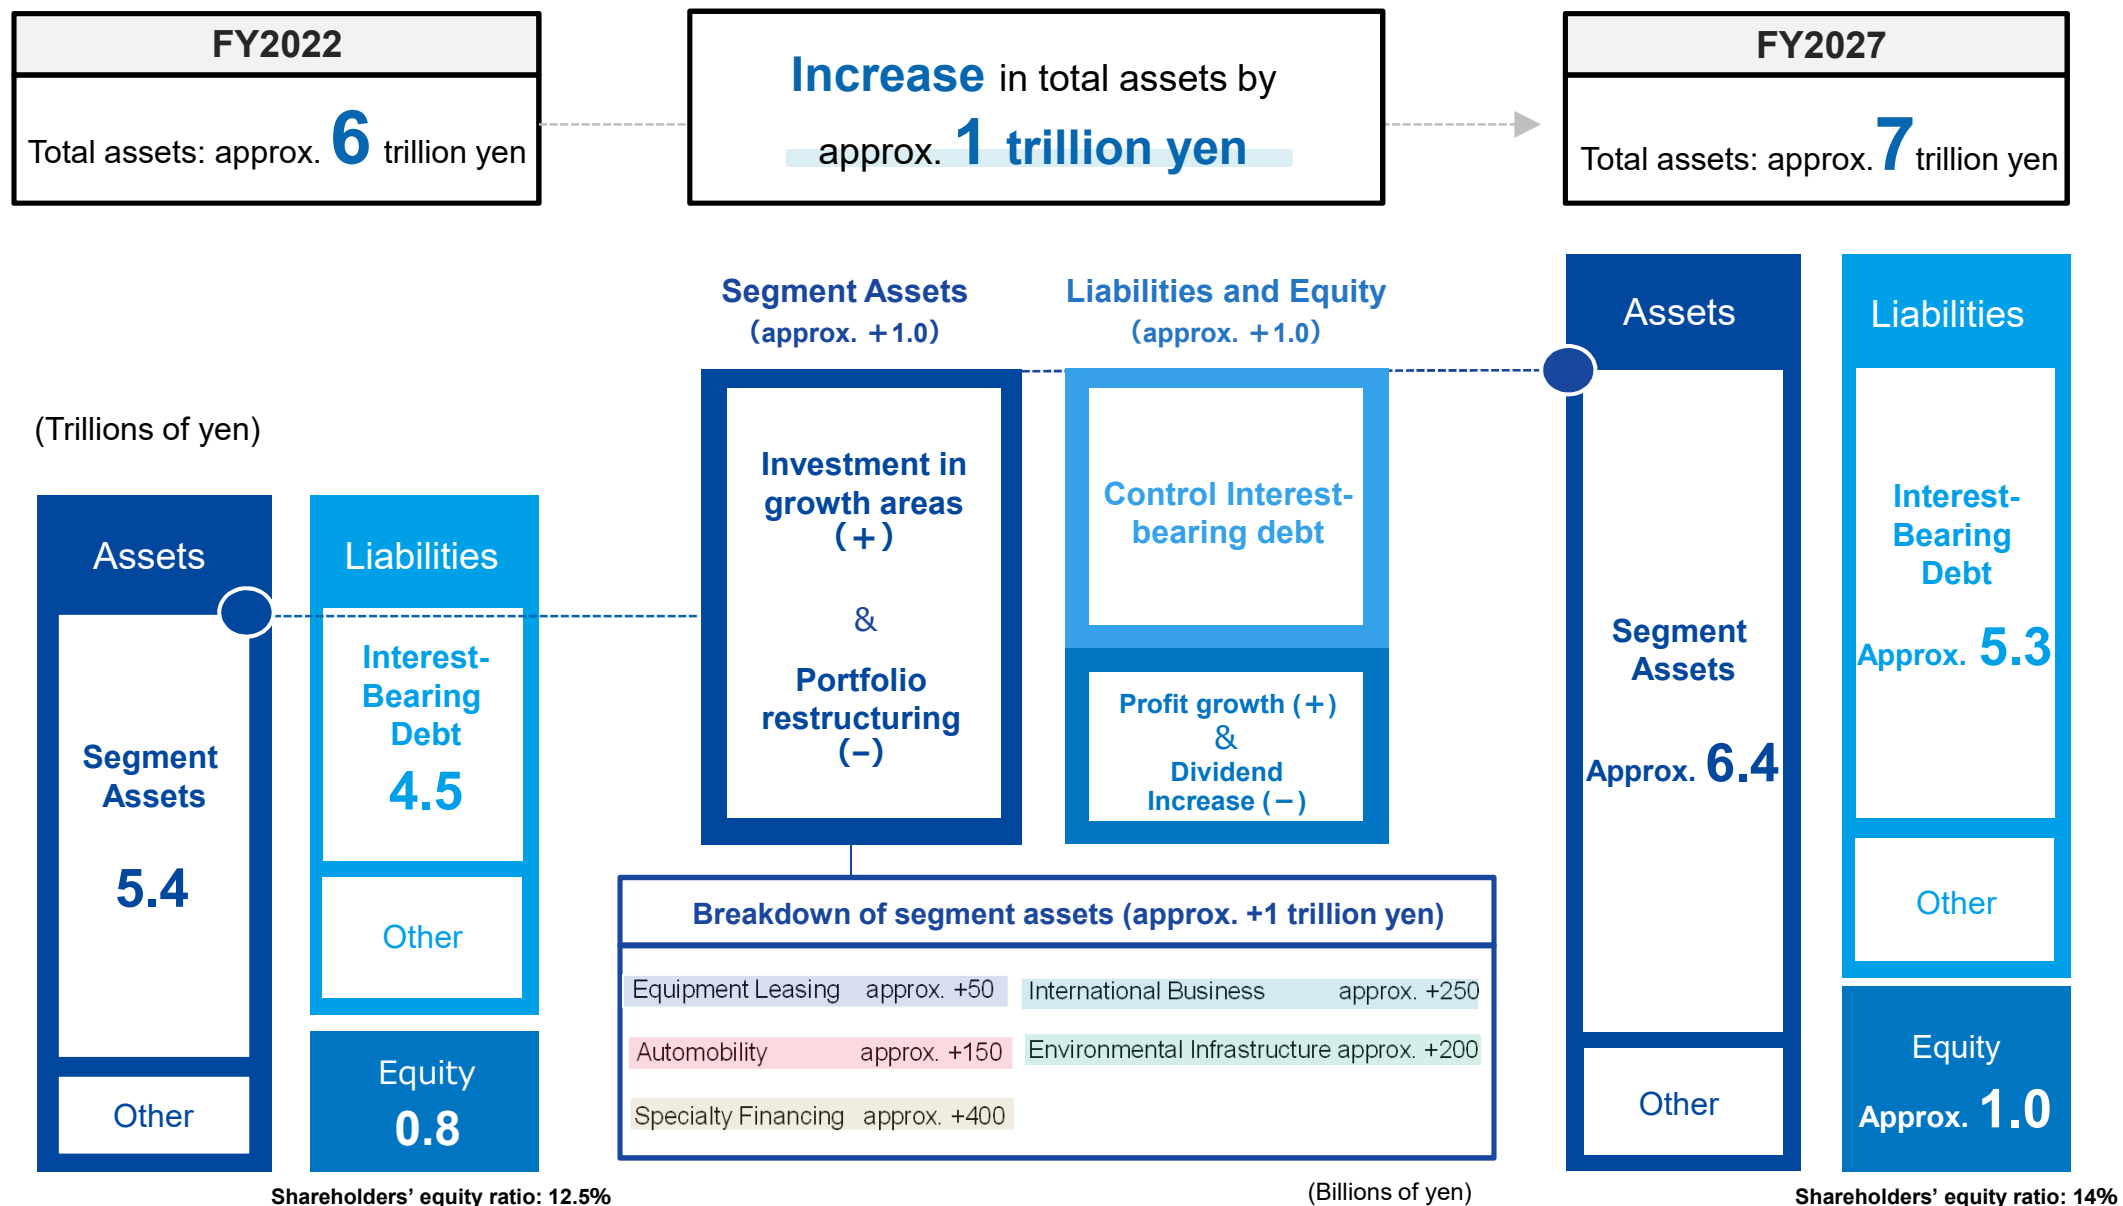 FY2022
Total assets: approx. 6 trillion yen
Increase in total assets by
approx. 1 trillion yen
FY2027
Total assets: approx. 7 trillion yen
(Trillions of yen)
Assets
Segment
Assets
5.4
Other
Liabilities
Interest-
Bearing
Debt
4.5
Other
Equity
0.8
Shareholders’ equity ratio: 12.5%
Segment Assets
(approx. +1.0)
Investment in
growth areas
(+)
&
Portfolio
restructuring
(−)
Liabilities and Equity
(approx. +1.0)
Control Interest-
bearing debt
Profit growth (+)
&
Dividend
Increase (−)
Breakdown of segment assets (approx. +1 trillion yen)
Equipment Leasing approx. +50
International Business approx. +250
Automobility approx. +150
Environmental Infrastructure approx. +200
Specialty Financing approx. +400
(Billions of yen)
Assets
Segment
Assets
Approx. 6.4
Other
Liabilities
Interest-
Bearing
Debt
Approx. 5.3
Other
Equity
Approx. 1.0
Shareholders’ equity ratio: 14%